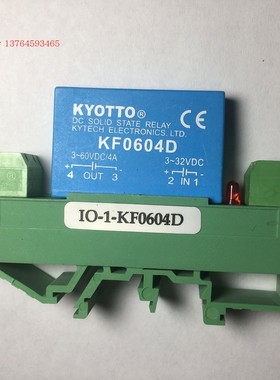 13764593465
KYOTTO®
DC SOLID STATE RELAY
KYTECH ELECTRONICS, LTD.
CE
KF0604D
3~60VDC/4A
3~32VDC
4 OUT 3
2 IN 1
IO-1-KF0604D